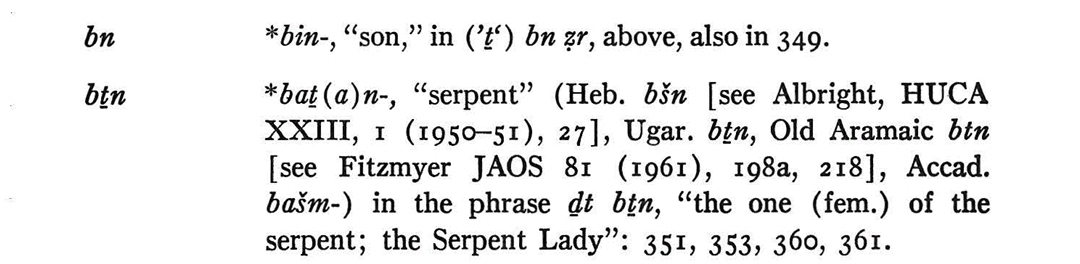 bn *bin-, “son,” in (’ṯ‘) bn ẓr, above, also in 349.
bṯn *baṯ(a)n-, “serpent” (Heb. bšn [see Albright, HUCA
XXIII, 1 (1950–51), 27], Ugar. bṯn, Old Aramaic btn
[see Fitzmyer JAOS 81 (1961), 198a, 218], Accad.
bašm-) in the phrase ḏt bṯn, “the one (fem.) of the
serpent; the Serpent Lady”: 351, 353, 360, 361.